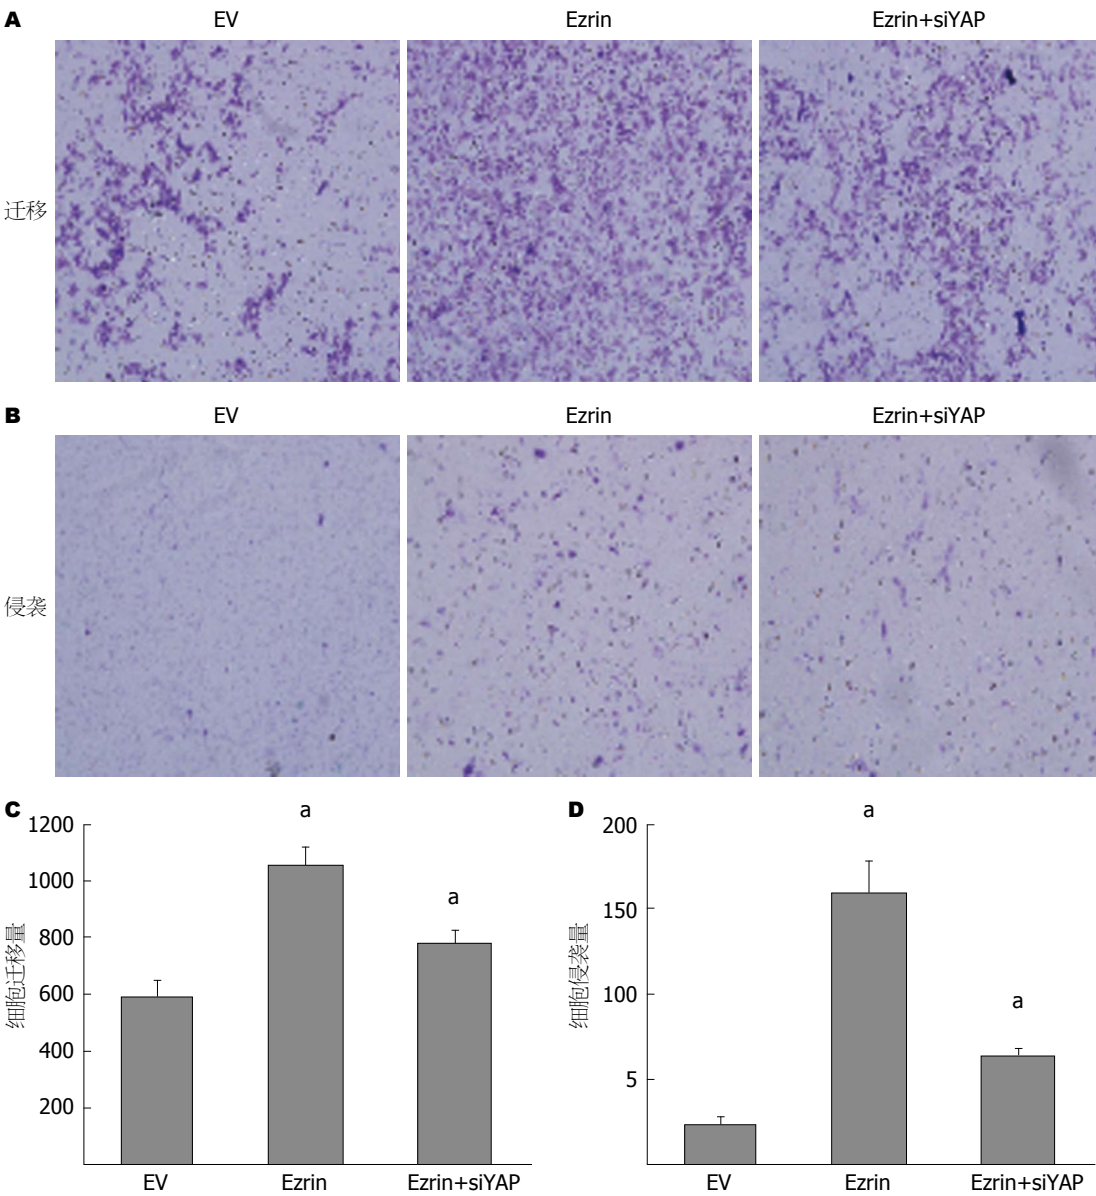 A
EV
Ezrin
Ezrin+siYAP
迁移
B
EV
Ezrin
Ezrin+siYAP
侵袭
C
细胞迁移量
1200
1000
800
600
400
200
a
a
EV
Ezrin
Ezrin+siYAP
D
细胞侵袭量
200
150
100
5
a
a
EV
Ezrin
Ezrin+siYAP